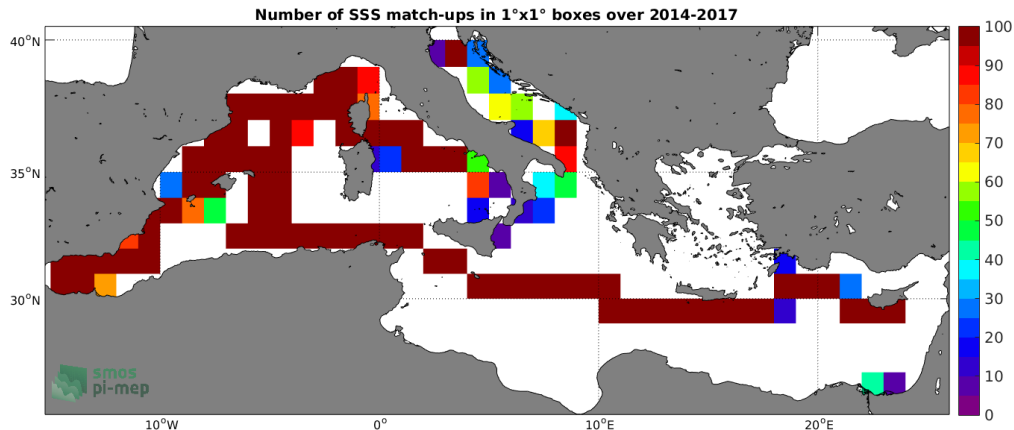 Number of SSS match-ups in 1°x1° boxes over 2014-2017
40°N
35°N
30°N
10°W
0°
10°E
20°E
100
90
80
70
60
50
40
30
20
10
0
smos
pi-mep